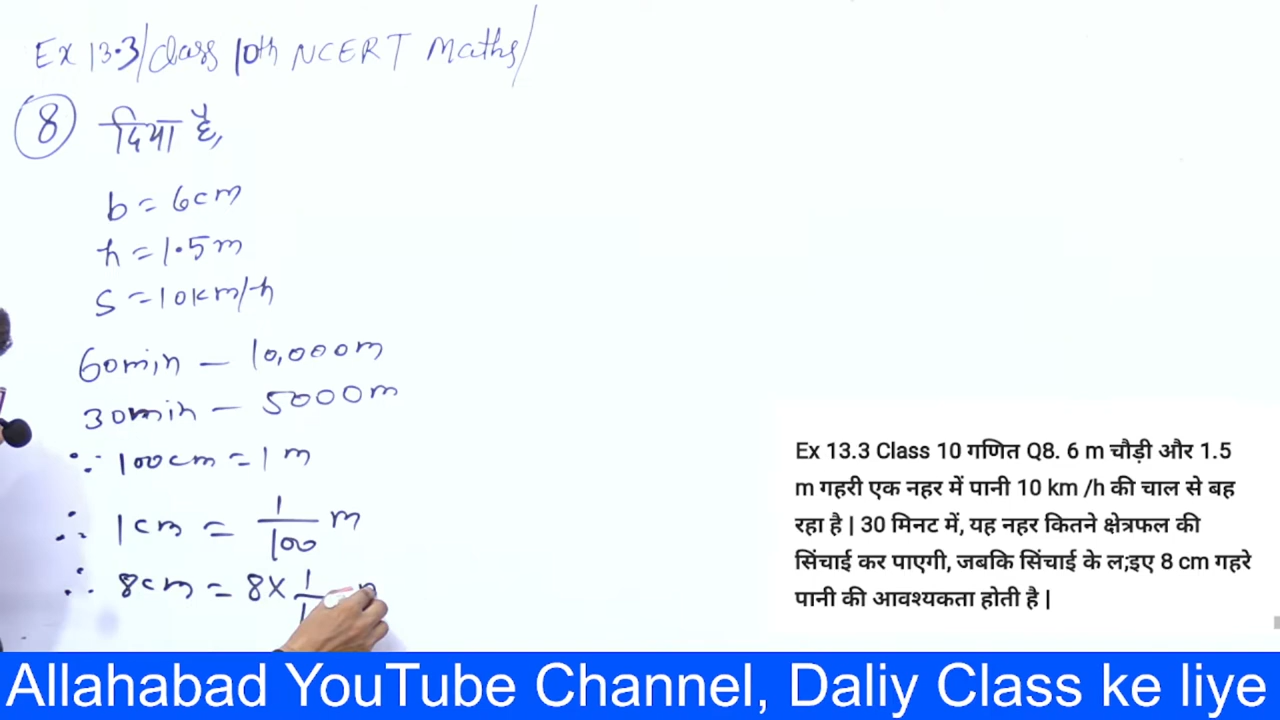 Ex 13.3/Class 10th NCERT Maths/
8 दिया है,
b = 6cm
h = 1.5m
S = 10km/h
60min — 10,000m
30min — 5000m
∵ 100cm = 1m
∴ 1cm = 1/100 m
∴ 8cm = 8× 1/
Ex 13.3 Class 10 गणित Q8. 6 m चौड़ी और 1.5
m गहरी एक नहर में पानी 10 km /h की चाल से बह
रहा है | 30 मिनट में, यह नहर कितने क्षेत्रफल की
सिंचाई कर पाएगी, जबकि सिंचाई के ल;इए 8 cm गहरे
पानी की आवश्यकता होती है |
Allahabad YouTube Channel, Daliy Class ke liye